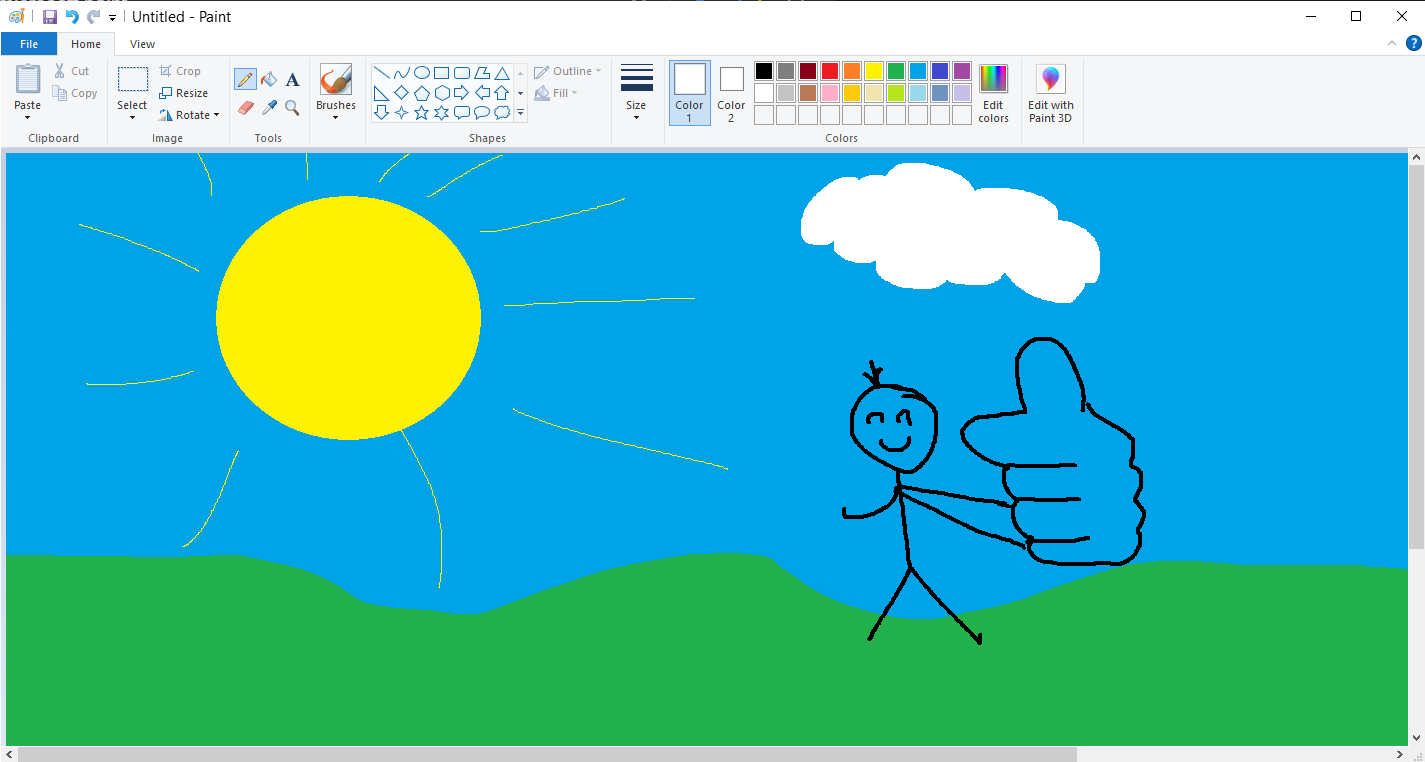 Untitled - Paint
File Home View
Paste
Cut
Copy
Clipboard
Select
Crop
Resize
Rotate
Image
A
Tools
Brushes
Outline
Fill
Shapes
Size
Color
1
Color
2
Edit
colors
Colors
Edit with
Paint 3D
?